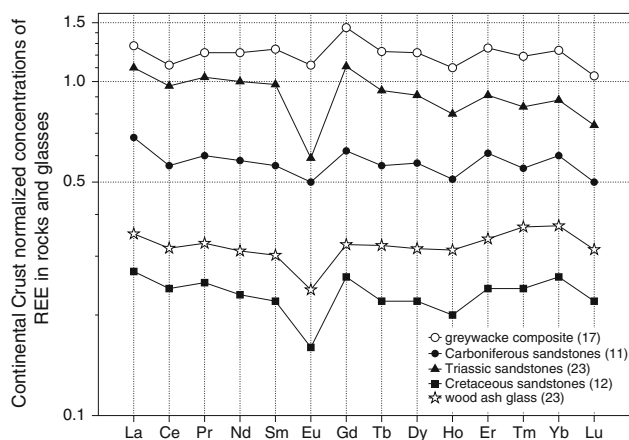 Continental Crust normalized concentrations of
REE in rocks and glasses
1.5
1.0
0.5
0.1
greywacke composite (17)
Carboniferous sandstones (11)
Triassic sandstones (23)
Cretaceous sandstones (12)
wood ash glass (23)
La Ce Pr Nd Sm Eu Gd Tb Dy Ho Er Tm Yb Lu